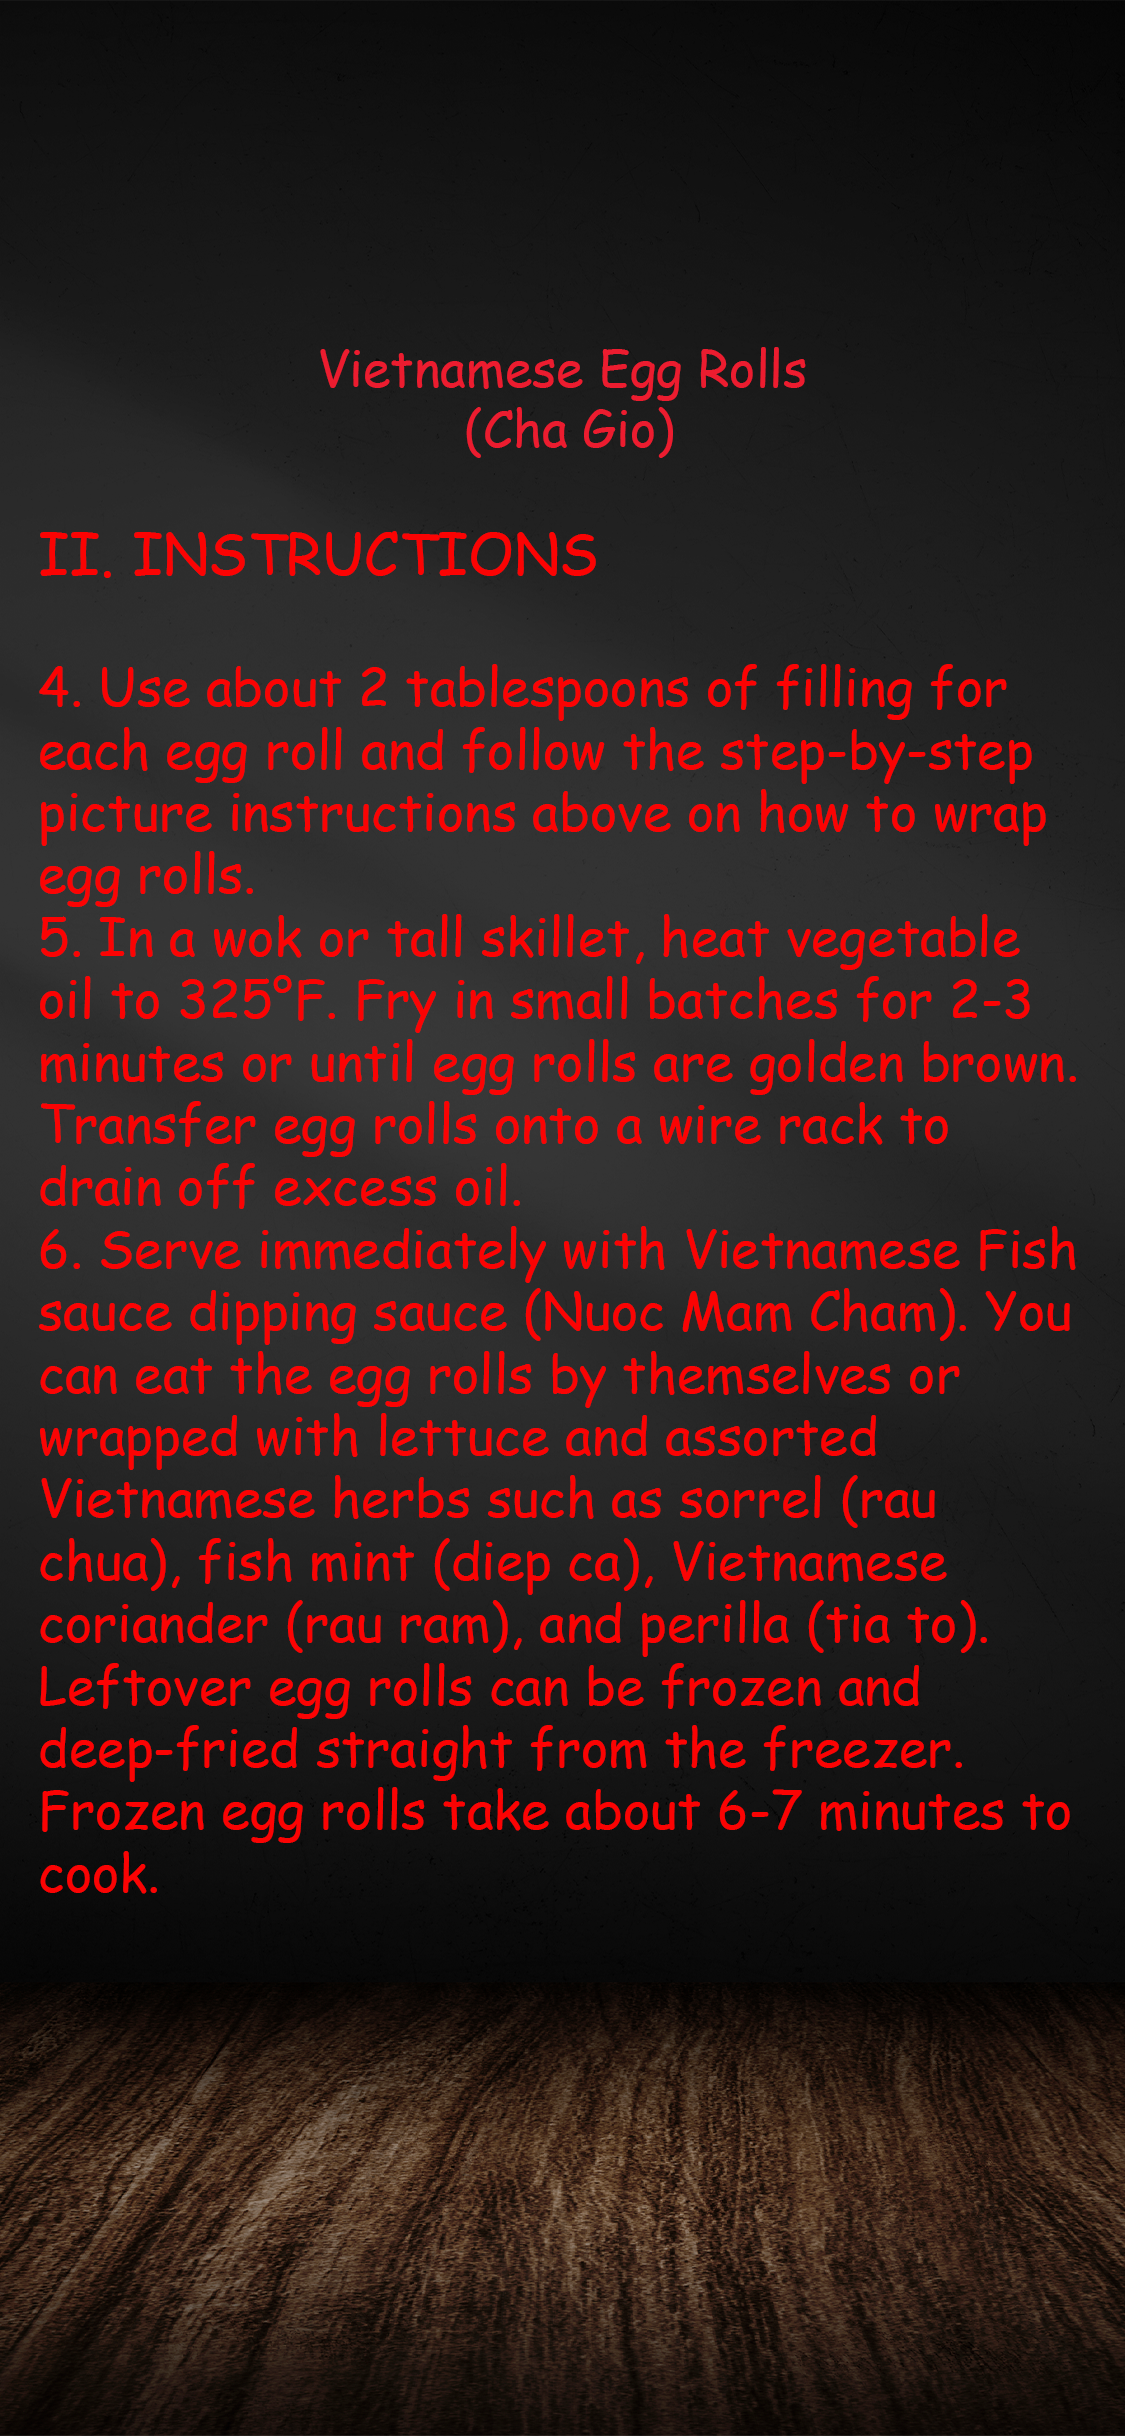 Vietnamese Egg Rolls
(Cha Gio)
II. INSTRUCTIONS
4. Use about 2 tablespoons of filling for
each egg roll and follow the step-by-step
picture instructions above on how to wrap
egg rolls.
5. In a wok or tall skillet, heat vegetable
oil to 325°F. Fry in small batches for 2-3
minutes or until egg rolls are golden brown.
Transfer egg rolls onto a wire rack to
drain off excess oil.
6. Serve immediately with Vietnamese Fish
sauce dipping sauce (Nuoc Mam Cham). You
can eat the egg rolls by themselves or
wrapped with lettuce and assorted
Vietnamese herbs such as sorrel (rau
chua), fish mint (diep ca), Vietnamese
coriander (rau ram), and perilla (tia to).
Leftover egg rolls can be frozen and
deep-fried straight from the freezer.
Frozen egg rolls take about 6-7 minutes to
cook.